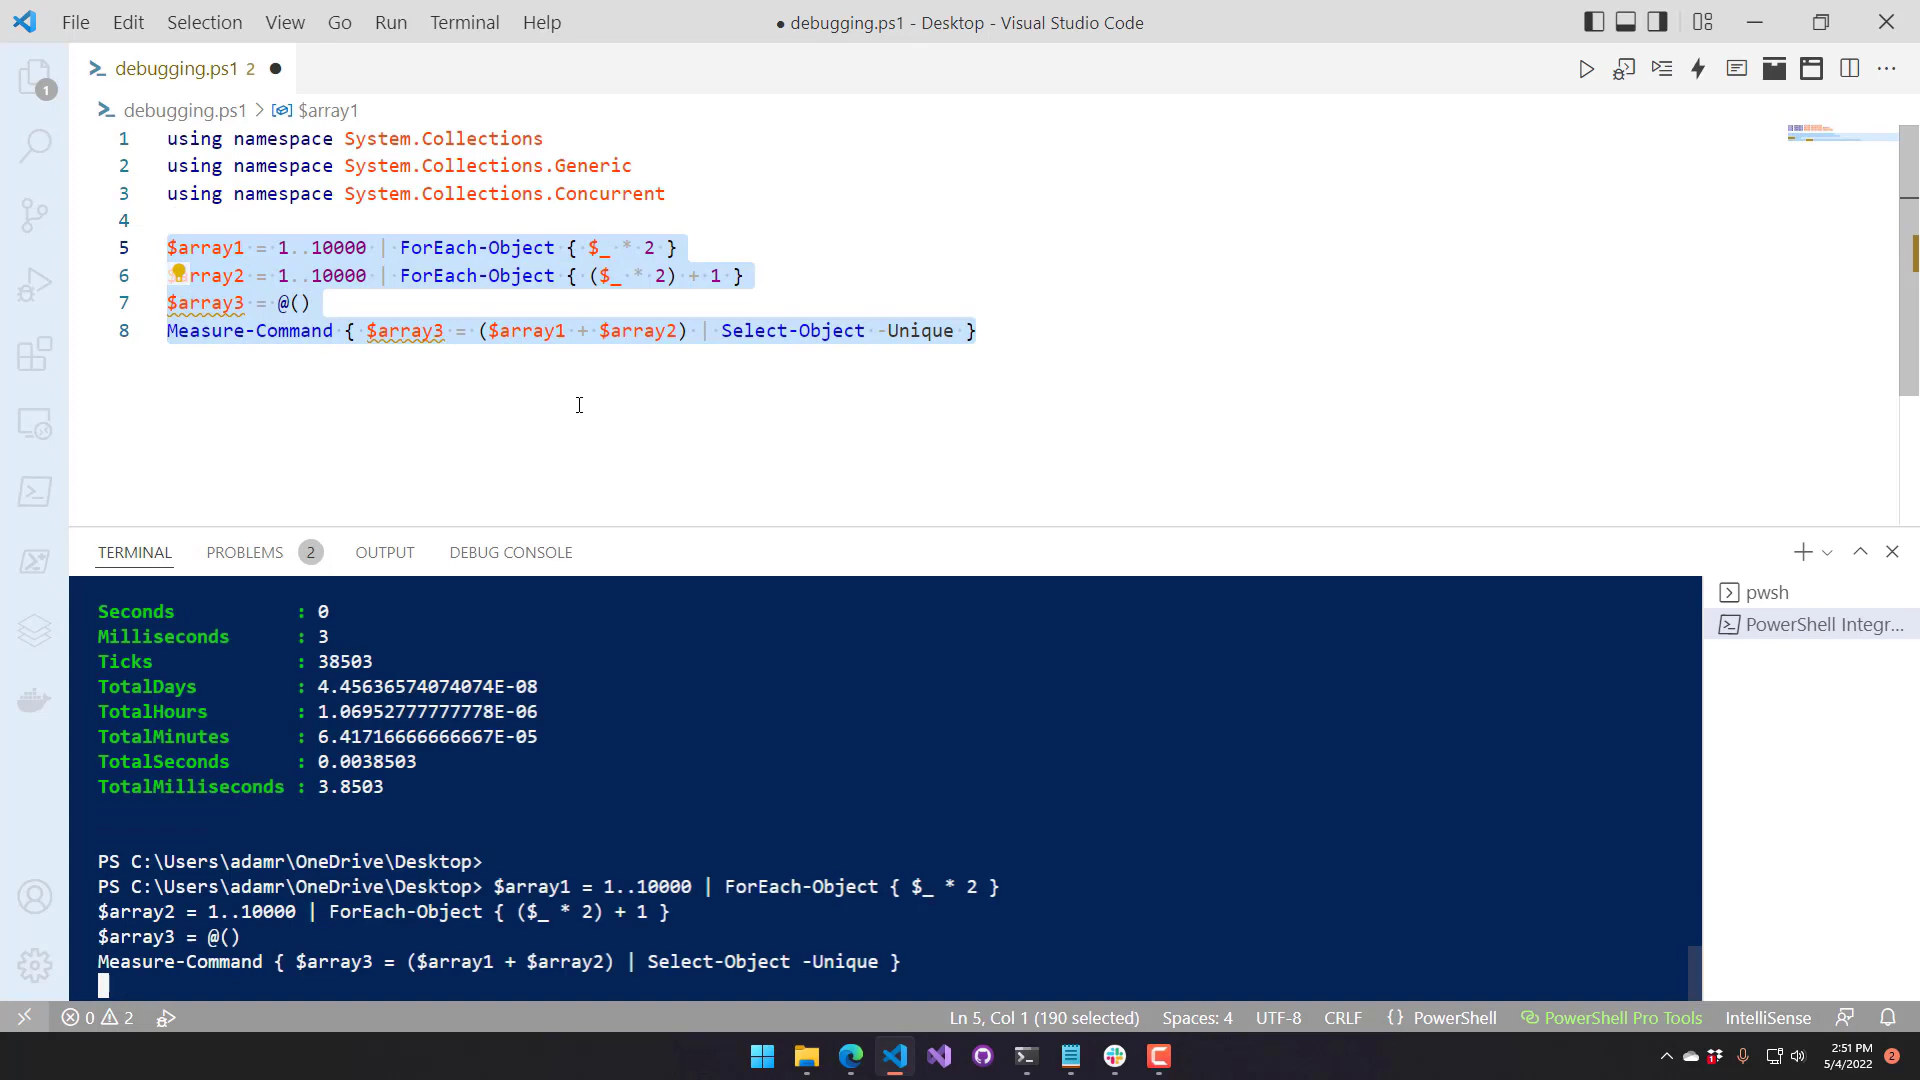 File Edit Selection View Go Run Terminal Help
● debugging.ps1 - Desktop - Visual Studio Code
1
debugging.ps1 2 ●
debugging.ps1 > $array1
1 using namespace System.Collections
2 using namespace System.Collections.Generic
3 using namespace System.Collections.Concurrent
4
5 $array1 = 1..10000 | ForEach-Object { $_ * 2 }
6 rray2 = 1..10000 | ForEach-Object { ($_ * 2) + 1 }
7 $array3 = @()
8 Measure-Command { $array3 = ($array1 + $array2) | Select-Object -Unique }
TERMINAL PROBLEMS 2 OUTPUT DEBUG CONSOLE
Seconds : 0
Milliseconds : 3
Ticks : 38503
TotalDays : 4.45636574074074E-08
TotalHours : 1.06952777777778E-06
TotalMinutes : 6.41716666666667E-05
TotalSeconds : 0.0038503
TotalMilliseconds : 3.8503
PS C:\Users\adamr\OneDrive\Desktop>
PS C:\Users\adamr\OneDrive\Desktop> $array1 = 1..10000 | ForEach-Object { $_ * 2 }
$array2 = 1..10000 | ForEach-Object { ($_ * 2) + 1 }
$array3 = @()
Measure-Command { $array3 = ($array1 + $array2) | Select-Object -Unique }
pwsh
PowerShell Integr...
0 2
Ln 5, Col 1 (190 selected) Spaces: 4 UTF-8 CRLF {} PowerShell PowerShell Pro Tools IntelliSense
2:51 PM
5/4/2022
2